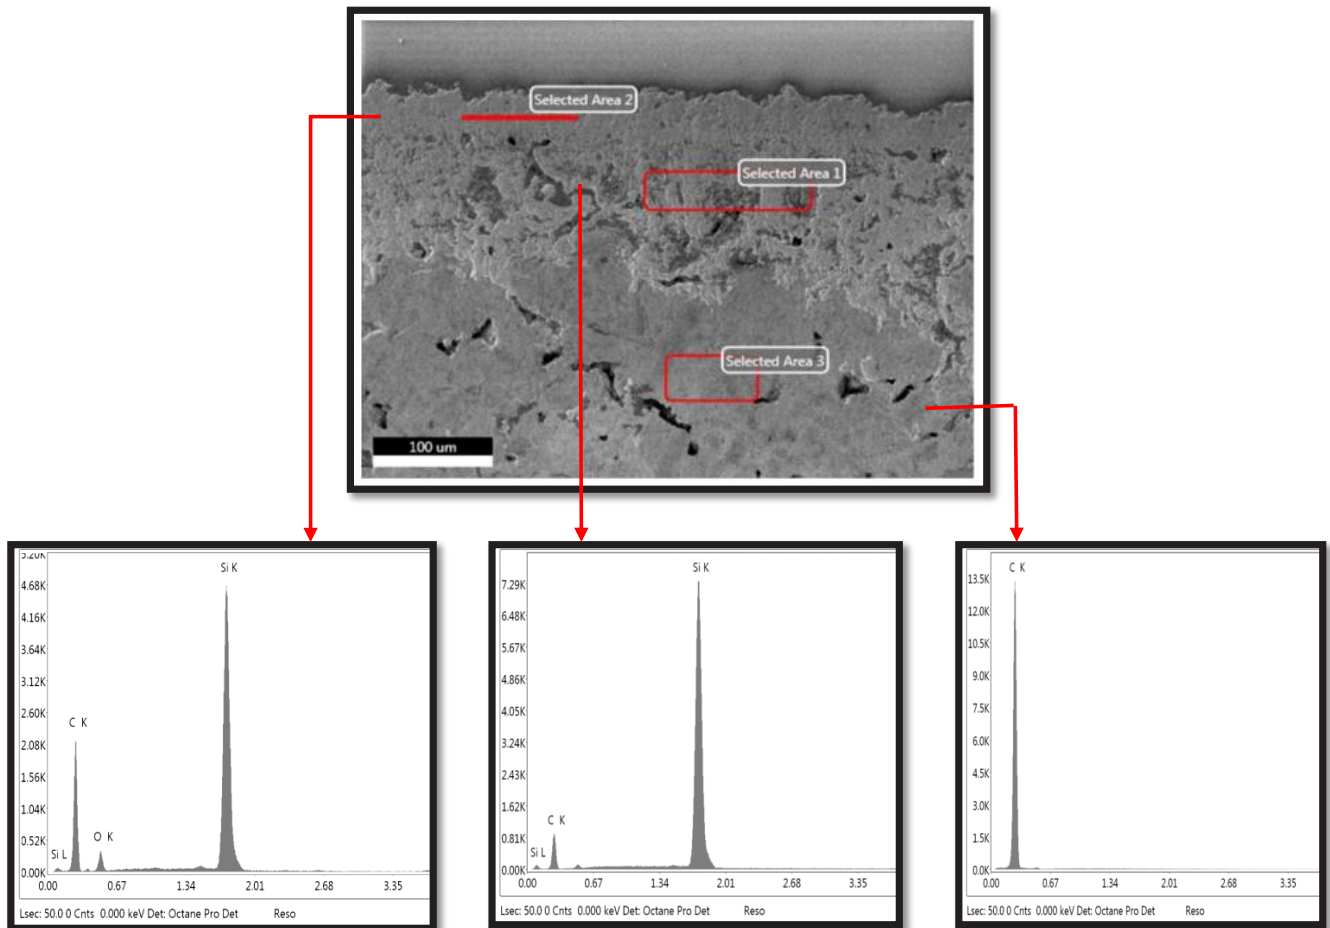 Selected Area 2
Selected Area 1
Selected Area 3
100 um
Si K
4.68K
4.16K
3.64K
3.12K
2.60K
C K
2.08K
1.56K
1.04K
O K
0.52K
Si L
0.00K
0.00 0.67 1.34 2.01 2.68 3.35
Lsec: 50.0 0 Cnts 0.000 keV Det: Octane Pro Det Reso
Si K
7.29K
6.48K
5.67K
4.86K
4.05K
3.24K
2.43K
1.62K
C K
0.81K
Si L
0.00K
0.00 0.67 1.34 2.01 2.68 3.35
Lsec: 50.0 0 Cnts 0.000 keV Det: Octane Pro Det Reso
C K
13.5K
12.0K
10.5K
9.0K
7.5K
6.0K
4.5K
3.0K
1.5K
0.00K
0.00 0.67 1.34 2.01 2.68 3.35
Lsec: 50.0 0 Cnts 0.000 keV Det: Octane Pro Det Reso